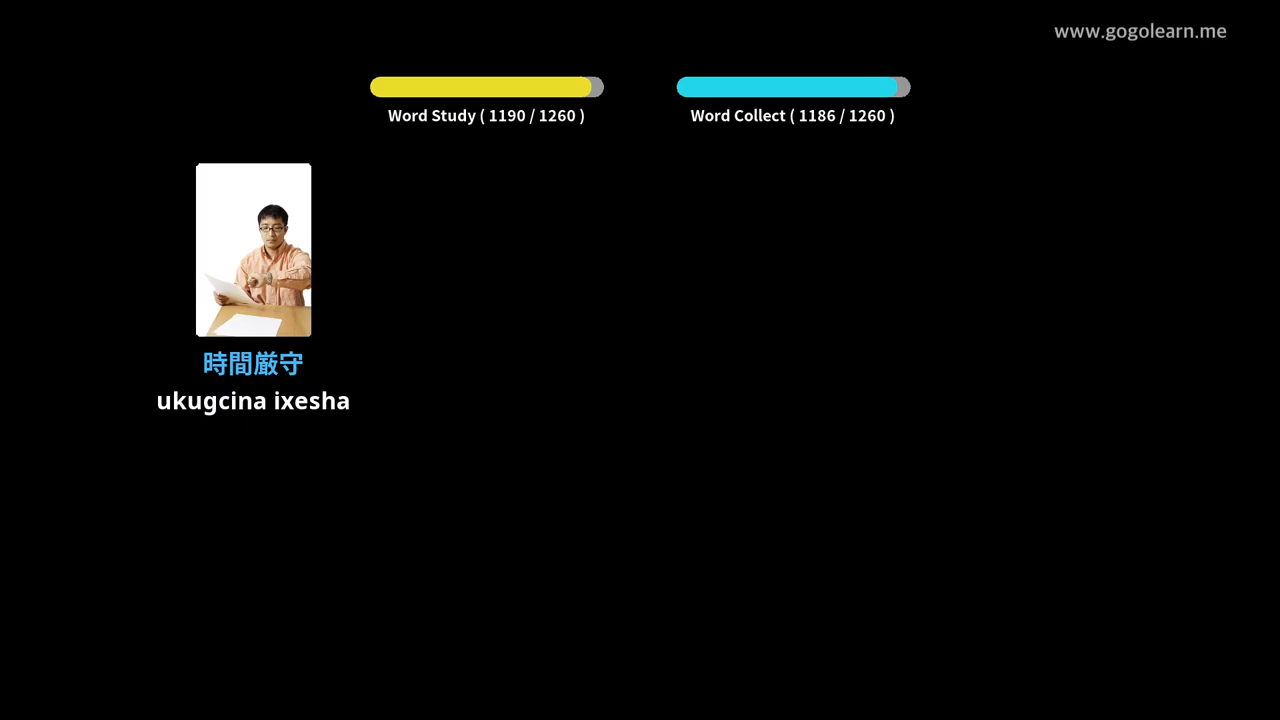 www.gogolearn.me
Word Study ( 1190 / 1260 )
Word Collect ( 1186 / 1260 )
時間厳守
ukugcina ixesha